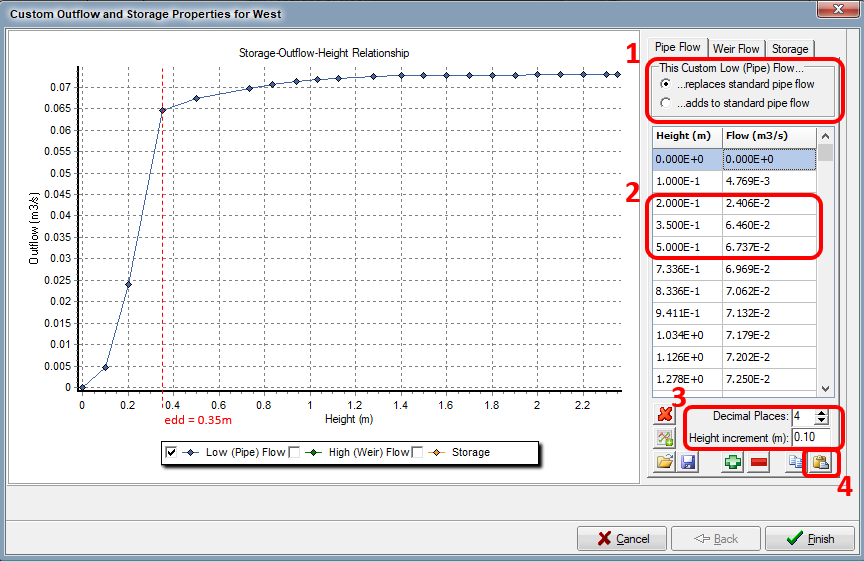 Custom Outflow and Storage Properties for West
Storage-Outflow-Height Relationship
0.07
0.065
0.06
0.055
0.05
0.045
0.04
0.035
0.03
0.025
0.02
0.015
0.01
0.005
0
Outflow (m3/s)
0 0.2 0.4 0.6 0.8 1 1.2 1.4 1.6 1.8 2 2.2
edd = 0.35m
Height (m)
Low (Pipe) Flow High (Weir) Flow Storage
1
Pipe Flow Weir Flow Storage
This Custom Low (Pipe) Flow...
...replaces standard pipe flow
...adds to standard pipe flow
Height (m) Flow (m3/s)
0.000E+0 0.000E+0
1.000E-1 4.769E-3
2
2.000E-1 2.406E-2
3.500E-1 6.460E-2
5.000E-1 6.737E-2
7.336E-1 6.969E-2
8.336E-1 7.062E-2
9.411E-1 7.132E-2
1.034E+0 7.179E-2
1.126E+0 7.202E-2
1.278E+0 7.250E-2
3
Decimal Places: 4
Height increment (m): 0.10
4
Cancel Back Finish